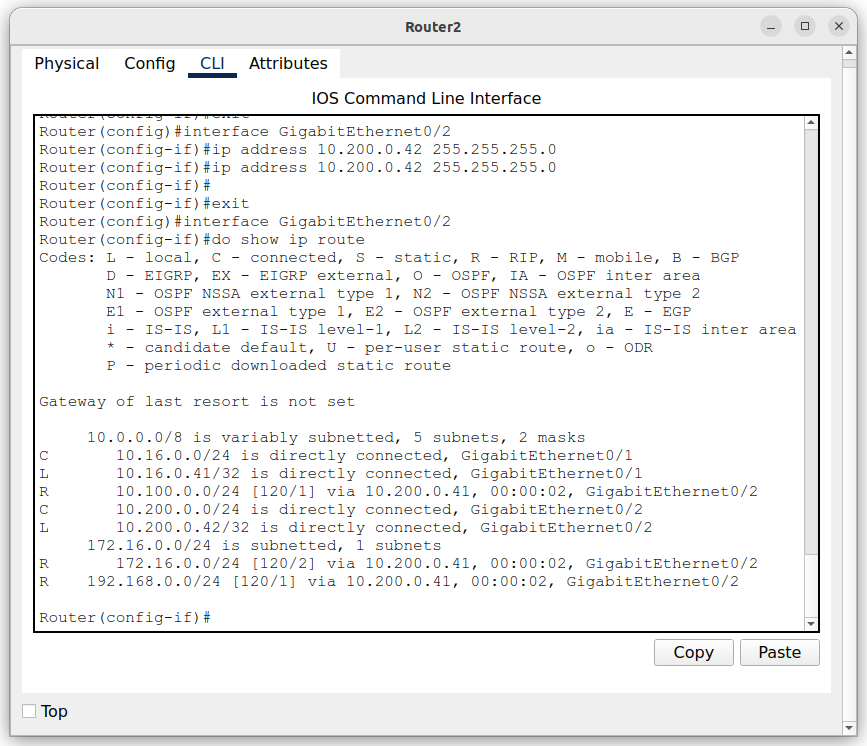 Router2
Physical Config CLI Attributes
IOS Command Line Interface
Router(config-if)#exit
Router(config)#interface GigabitEthernet0/2
Router(config-if)#ip address 10.200.0.42 255.255.255.0
Router(config-if)#ip address 10.200.0.42 255.255.255.0
Router(config-if)#
Router(config-if)#exit
Router(config)#interface GigabitEthernet0/2
Router(config-if)#do show ip route
Codes: L - local, C - connected, S - static, R - RIP, M - mobile, B - BGP
       D - EIGRP, EX - EIGRP external, O - OSPF, IA - OSPF inter area
       N1 - OSPF NSSA external type 1, N2 - OSPF NSSA external type 2
       E1 - OSPF external type 1, E2 - OSPF external type 2, E - EGP
       i - IS-IS, L1 - IS-IS level-1, L2 - IS-IS level-2, ia - IS-IS inter area
       * - candidate default, U - per-user static route, o - ODR
       P - periodic downloaded static route
Gateway of last resort is not set
     10.0.0.0/8 is variably subnetted, 5 subnets, 2 masks
C       10.16.0.0/24 is directly connected, GigabitEthernet0/1
L       10.16.0.41/32 is directly connected, GigabitEthernet0/1
R       10.100.0.0/24 [120/1] via 10.200.0.41, 00:00:02, GigabitEthernet0/2
C       10.200.0.0/24 is directly connected, GigabitEthernet0/2
L       10.200.0.42/32 is directly connected, GigabitEthernet0/2
     172.16.0.0/24 is subnetted, 1 subnets
R       172.16.0.0/24 [120/2] via 10.200.0.41, 00:00:02, GigabitEthernet0/2
R    192.168.0.0/24 [120/1] via 10.200.0.41, 00:00:02, GigabitEthernet0/2
Router(config-if)#
Copy Paste
Top